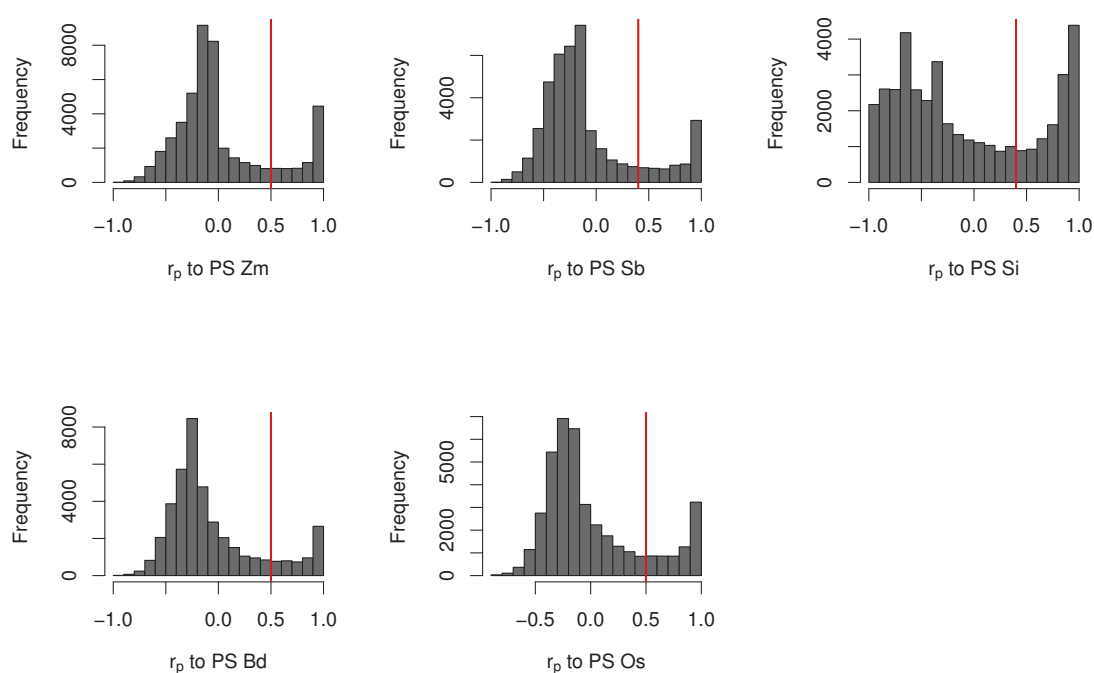 Frequency
0 4000 8000
−1.0 0.0 0.5 1.0
rₚ to PS Zm
Frequency
0 4000
−1.0 0.0 0.5 1.0
rₚ to PS Sb
Frequency
0 2000 4000
−1.0 0.0 0.5 1.0
rₚ to PS Si
Frequency
0 4000 8000
−1.0 0.0 0.5 1.0
rₚ to PS Bd
Frequency
0 2000 5000
−0.5 0.0 0.5 1.0
rₚ to PS Os